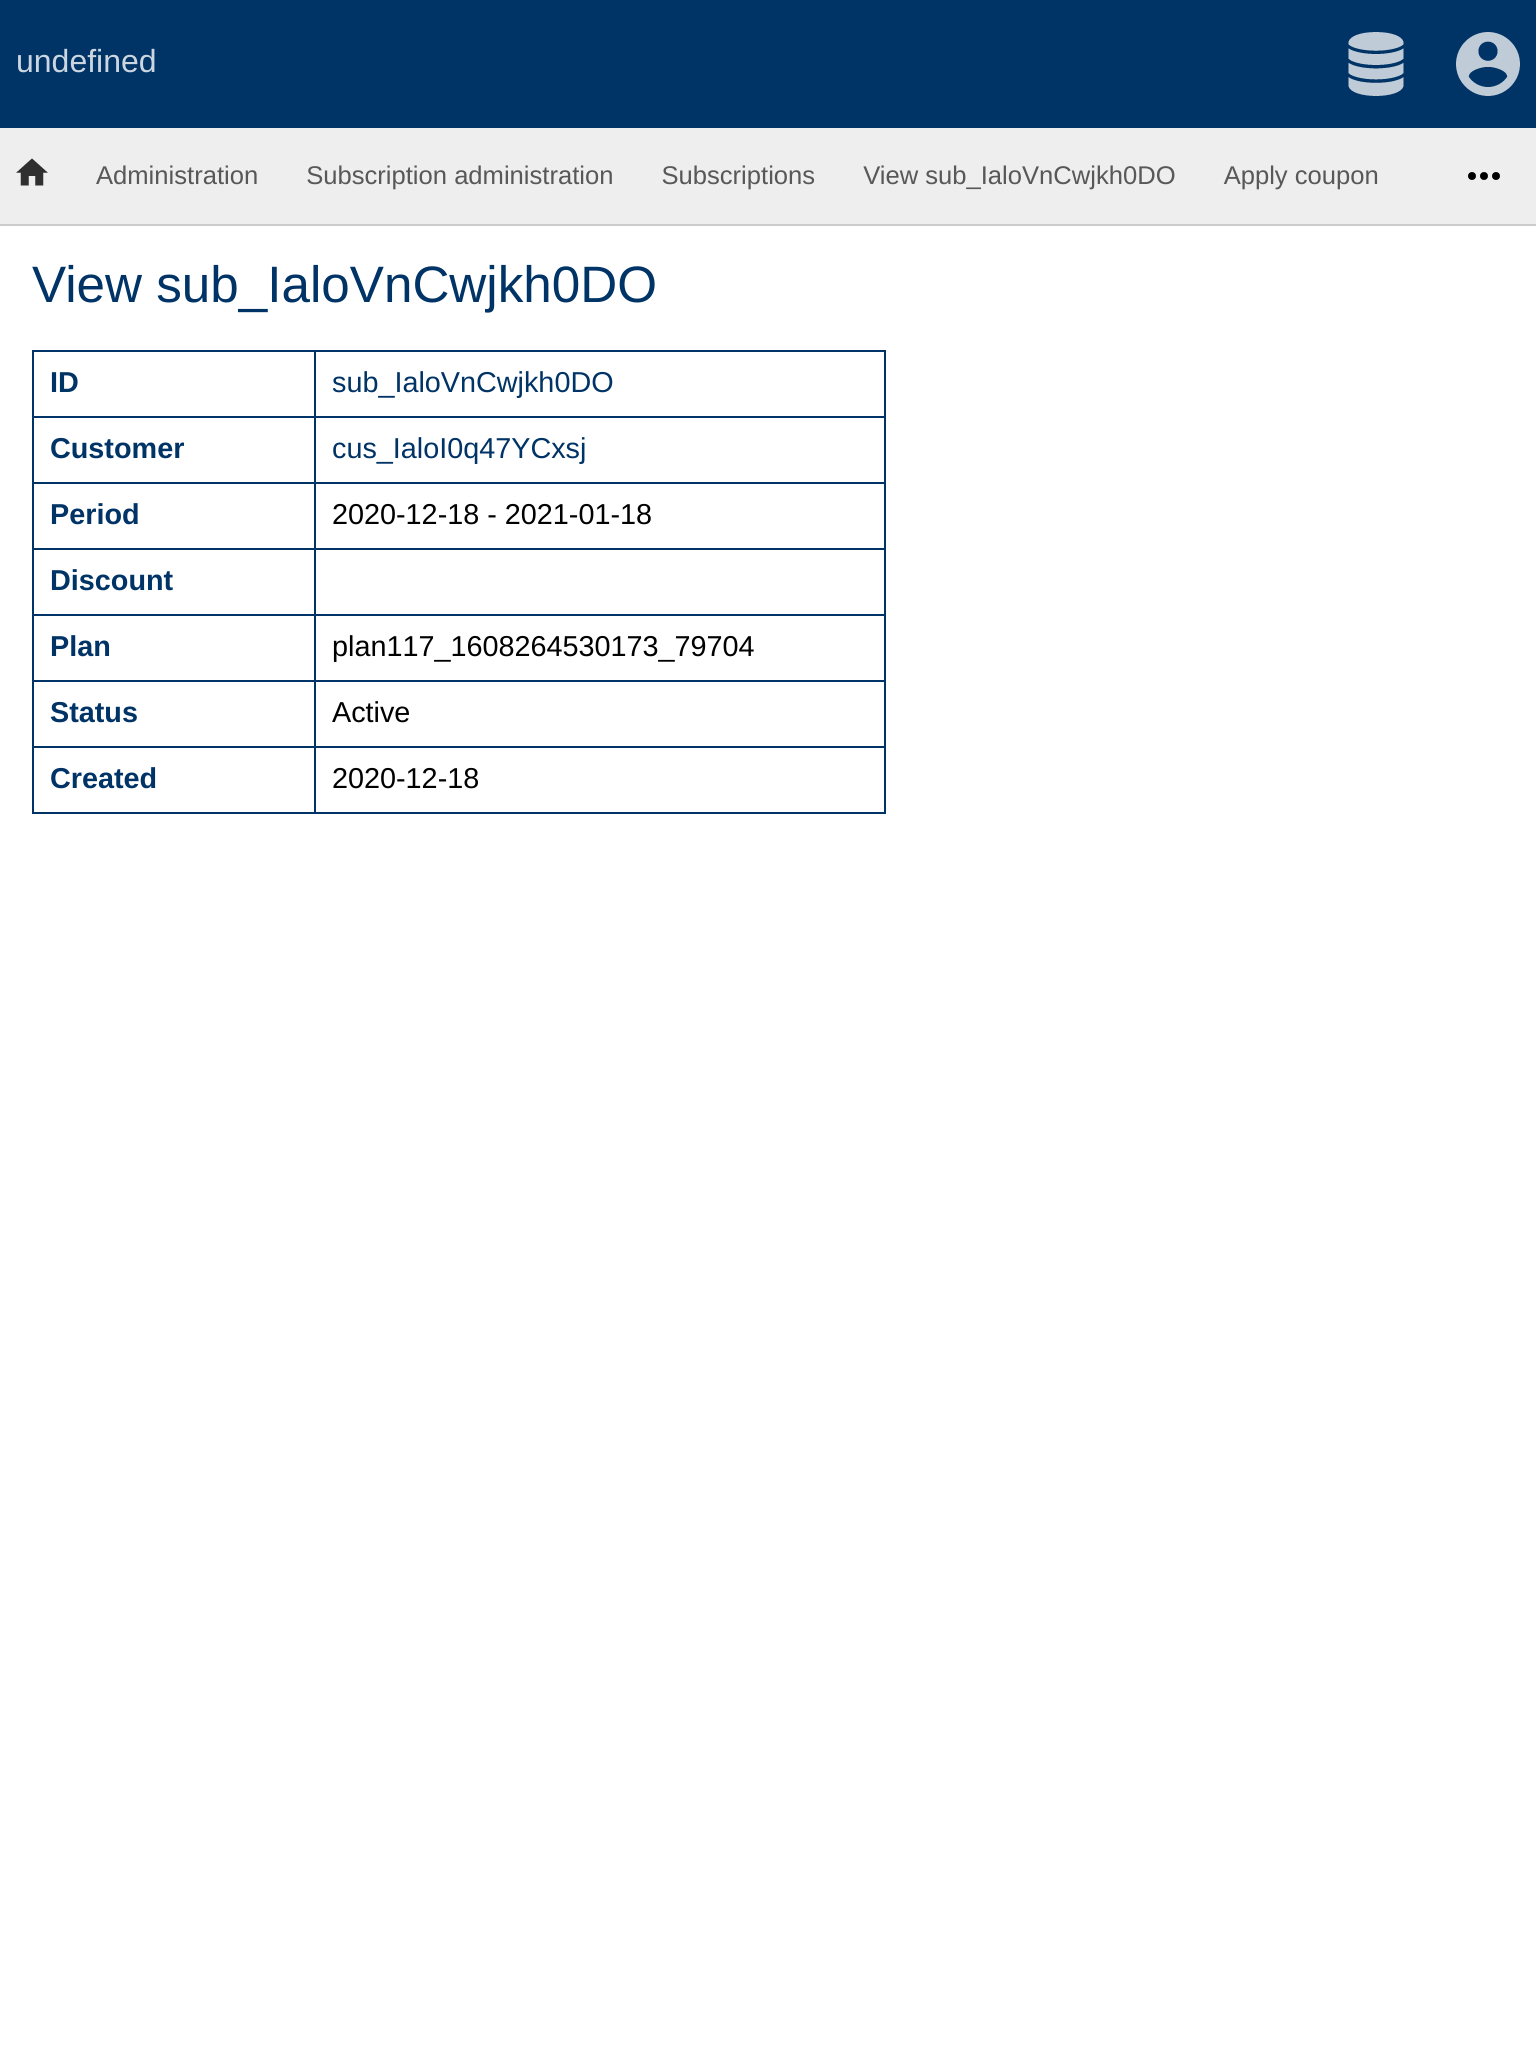 undefined
Administration Subscription administration Subscriptions View sub_IaloVnCwjkh0DO Apply coupon
View sub_IaloVnCwjkh0DO
ID sub_IaloVnCwjkh0DO
Customer cus_IaloI0q47YCxsj
Period 2020-12-18 - 2021-01-18
Discount
Plan plan117_1608264530173_79704
Status Active
Created 2020-12-18